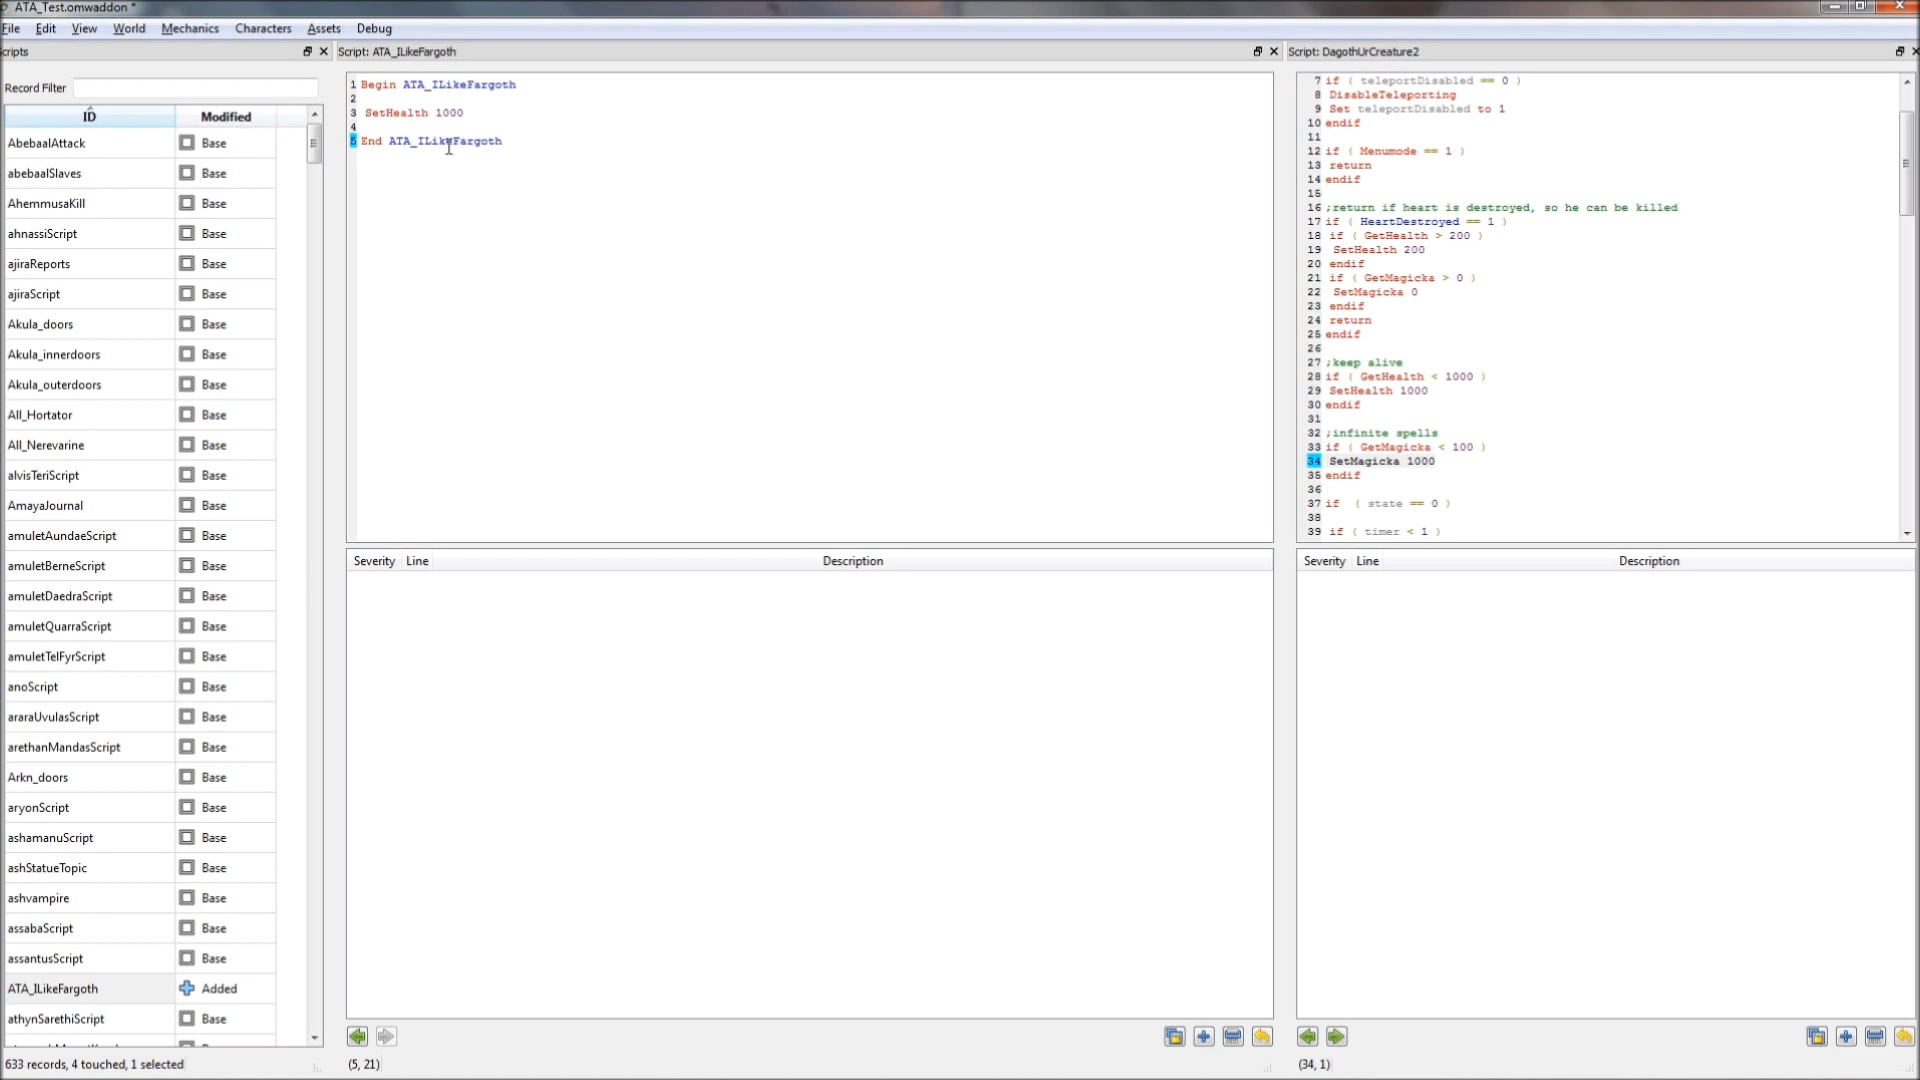 ATA_Test.omwaddon *
File Edit View World Mechanics Characters Assets Debug
cripts
Script: ATA_ILikeFargoth
Script: DagothUrCreature2
Record Filter
ID Modified
AbebaalAttack Base
abebaalSlaves Base
AhemmusaKill Base
ahnassiScript Base
ajiraReports Base
ajiraScript Base
Akula_doors Base
Akula_innerdoors Base
Akula_outerdoors Base
All_Hortator Base
All_Nerevarine Base
alvisTeriScript Base
AmayaJournal Base
amuletAundaeScript Base
amuletBerneScript Base
amuletDaedraScript Base
amuletQuarraScript Base
amuletTelFyrScript Base
anoScript Base
araraUvulasScript Base
arethanMandasScript Base
Arkn_doors Base
aryonScript Base
ashamanuScript Base
ashStatueTopic Base
ashvampire Base
assabaScript Base
assantusScript Base
ATA_ILikeFargoth Added
athynSarethiScript Base
633 records, 4 touched, 1 selected
1 Begin ATA_ILikeFargoth
2
3 SetHealth 1000
4
5 End ATA_ILikeFargoth
Severity Line Description
(5, 21)
7 if ( teleportDisabled == 0 )
8 DisableTeleporting
9 Set teleportDisabled to 1
10 endif
11
12 if ( Menumode == 1 )
13 return
14 endif
15
16 ;return if heart is destroyed, so he can be killed
17 if ( HeartDestroyed == 1 )
18 if ( GetHealth > 200 )
19 SetHealth 200
20 endif
21 if ( GetMagicka > 0 )
22 SetMagicka 0
23 endif
24 return
25 endif
26
27 ;keep alive
28 if ( GetHealth < 1000 )
29 SetHealth 1000
30 endif
31
32 ;infinite spells
33 if ( GetMagicka < 100 )
34 SetMagicka 1000
35 endif
36
37 if ( state == 0 )
38
39 if ( timer < 1 )
Severity Line Description
(34, 1)